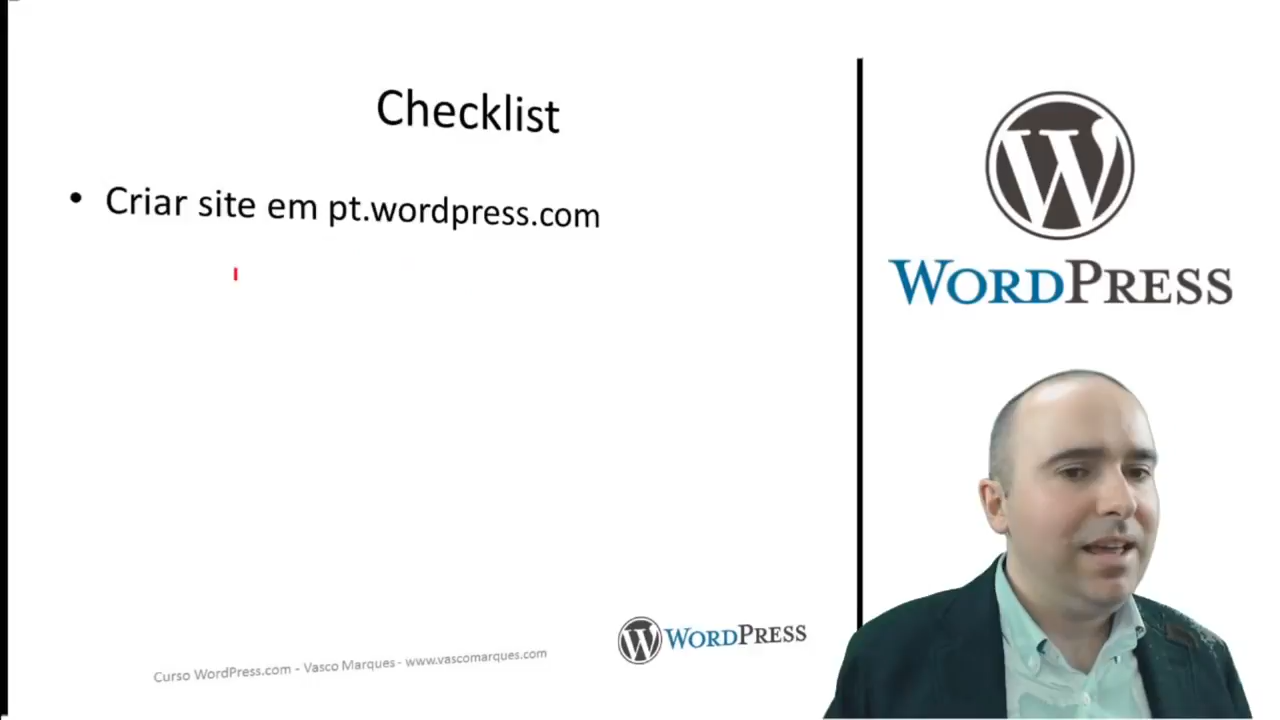 Checklist
• Criar site em pt.wordpress.com
WORDPRESS
WORDPRESS
Curso WordPress.com - Vasco Marques - www.vascomarques.com